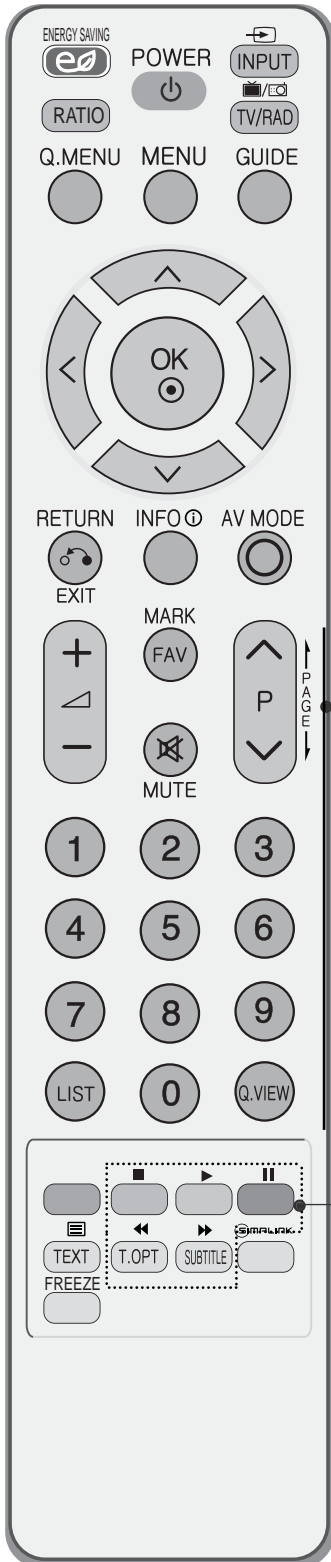 ENERGY SAVING
POWER
INPUT
RATIO
TV/RAD
Q.MENU MENU GUIDE
OK
RETURN INFO i AV MODE
EXIT
MARK
FAV
P
PAGE
MUTE
1 2 3
4 5 6
7 8 9
LIST 0 Q.VIEW
SIMPLINK
TEXT T.OPT SUBTITLE
FREEZE